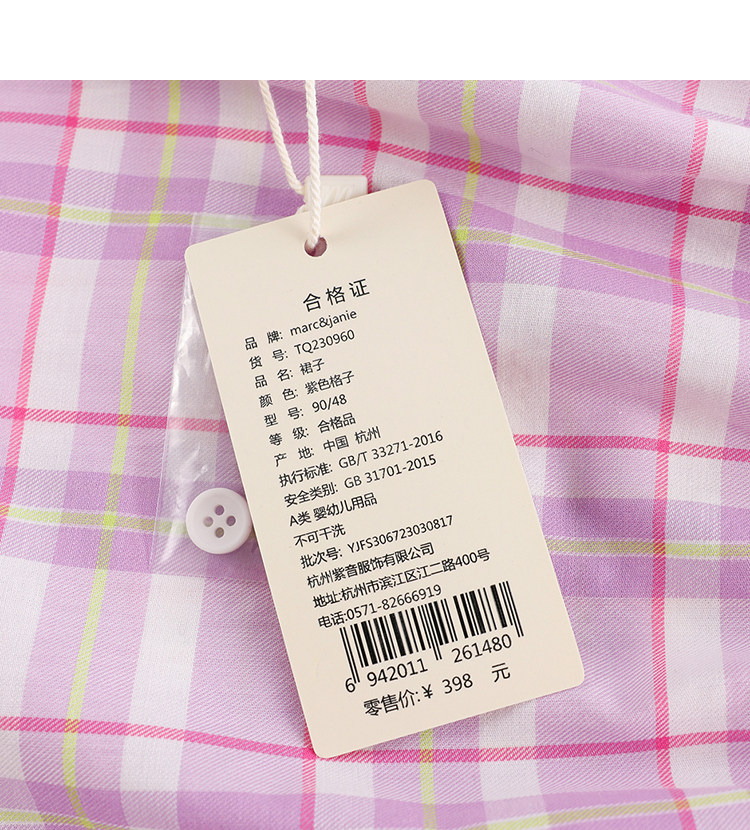 合格证
品 牌: marc&janie
货 号: TQ230960
品 名: 裙子
颜 色: 紫色格子
型 号: 90/48
等 级: 合格品
产 地: 中国 杭州
执行标准: GB/T 33271-2016
安全类别: GB 31701-2015
A类 婴幼儿用品
不可干洗
批次号: YJFS306723030817
杭州紫音服饰有限公司
地址:杭州市滨江区江二路400号
电话:0571-82666919
6 942011 261480
零售价:¥ 398 元